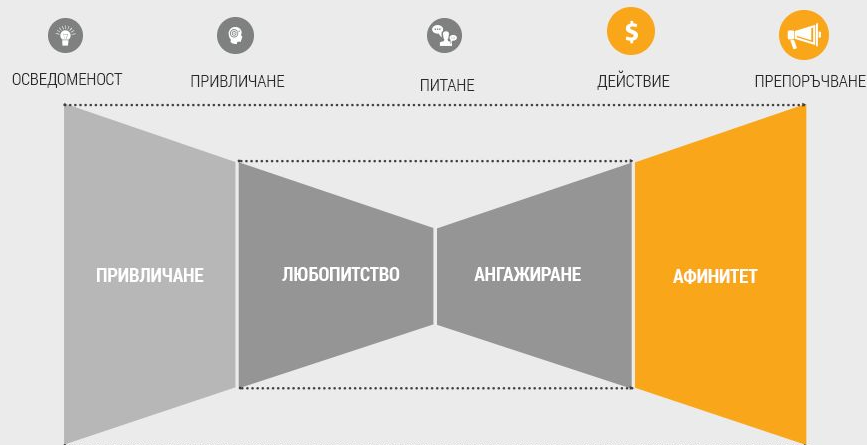 ОСВЕДОМЕНОСТ
ПРИВЛИЧАНЕ
ПИТАНЕ
ДЕЙСТВИЕ
ПРЕПОРЪЧВАНЕ
ПРИВЛИЧАНЕ
ЛЮБОПИТСТВО
АНГАЖИРАНЕ
АФИНИТЕТ